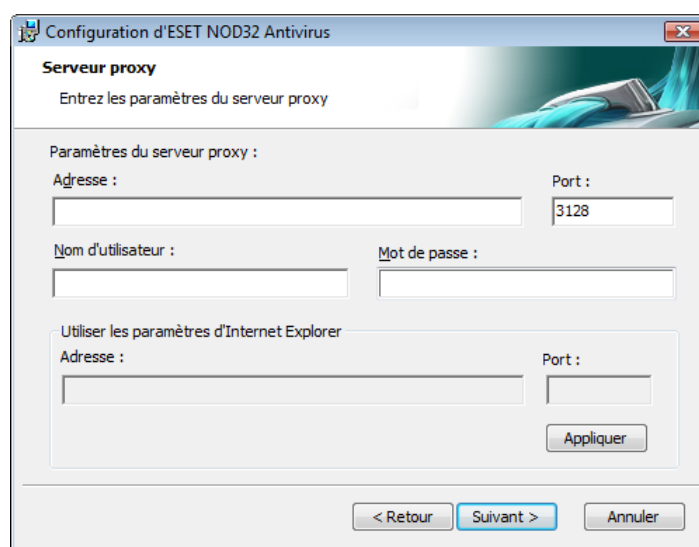 Configuration d'ESET NOD32 Antivirus
Serveur proxy
Entrez les paramètres du serveur proxy
Paramètres du serveur proxy :
Adresse :
Port :
3128
Nom d'utilisateur :
Mot de passe :
Utiliser les paramètres d'Internet Explorer
Adresse :
Port :
Appliquer
< Retour
Suivant >
Annuler